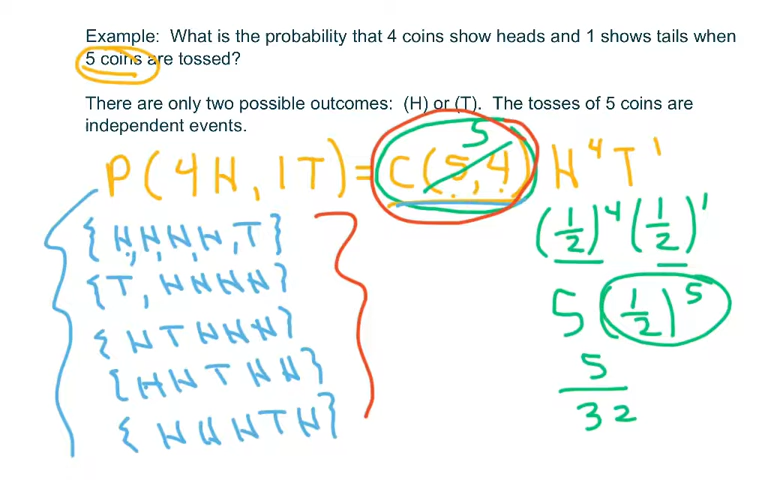 Example: What is the probability that 4 coins show heads and 1 shows tails when
5 coins are tossed?
There are only two possible outcomes: (H) or (T). The tosses of 5 coins are
independent events.
5
P(4H, 1T) = C(5,4) H⁴T¹
{H,H,H,H,T}
(1/2)⁴(1/2)¹
{T,HHHH}
5(1/2)⁵
{HTHHH}
{HHTHH}
5/32
{HHHTH}